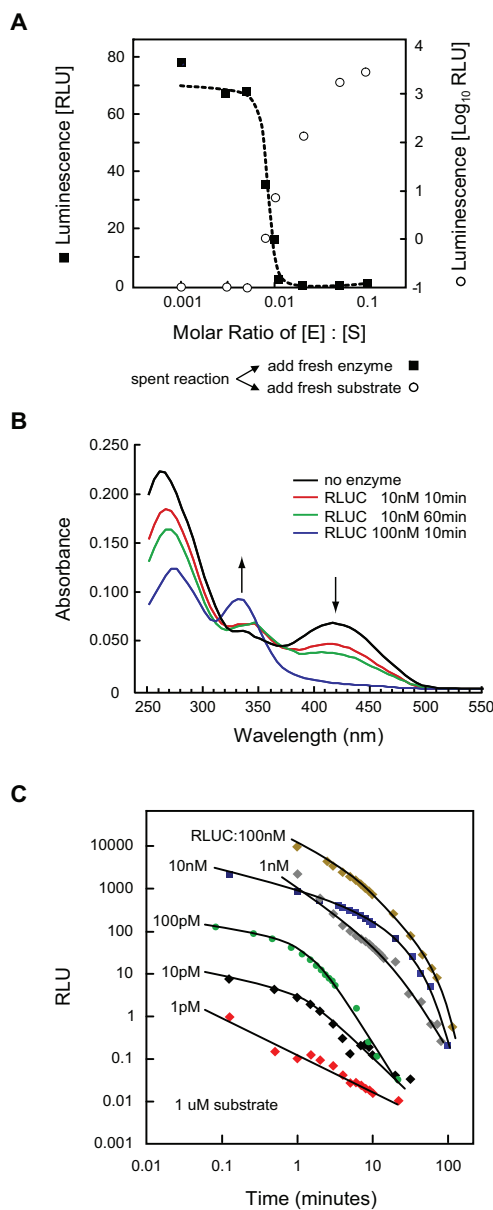 A
■ Luminescence [RLU]
80
60
40
20
0
4
3
2
1
0
-1
○ Luminescence [Log10 RLU]
0.001
0.01
0.1
Molar Ratio of [E] : [S]
spent reaction
add fresh enzyme ■
add fresh substrate ○
B
Absorbance
0.250
0.200
0.150
0.100
0.050
0
no enzyme
RLUC 10nM 10min
RLUC 10nM 60min
RLUC 100nM 10min
250 300 350 400 450 500 550
Wavelength (nm)
C
RLU
10000
1000
100
10
1
0.1
0.01
0.001
RLUC:100nM
10nM
1nM
100pM
10pM
1pM
1 uM substrate
0.01 0.1 1 10 100
Time (minutes)